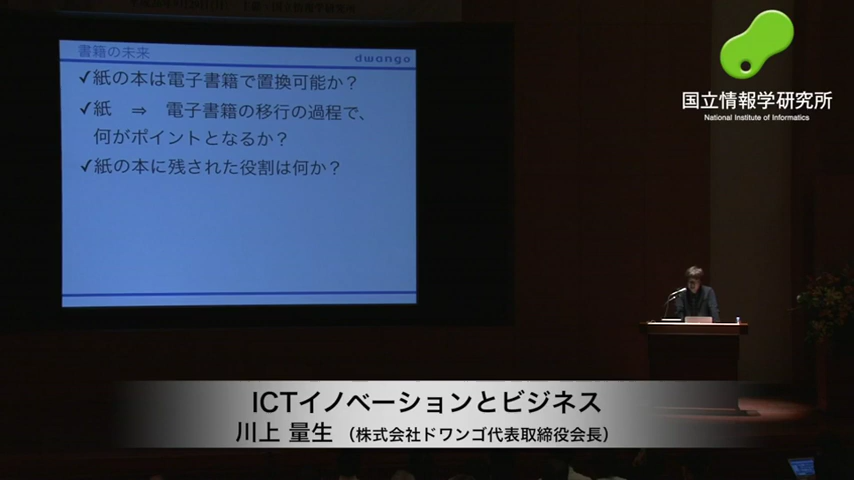 書籍の未来
dwango
✓紙の本は電子書籍で置換可能か？
✓紙　⇒　電子書籍の移行の過程で、
何がポイントとなるか？
✓紙の本に残された役割は何か？
国立情報学研究所
National Institute of Informatics
ICTイノベーションとビジネス
川上 量生（株式会社ドワンゴ代表取締役会長）